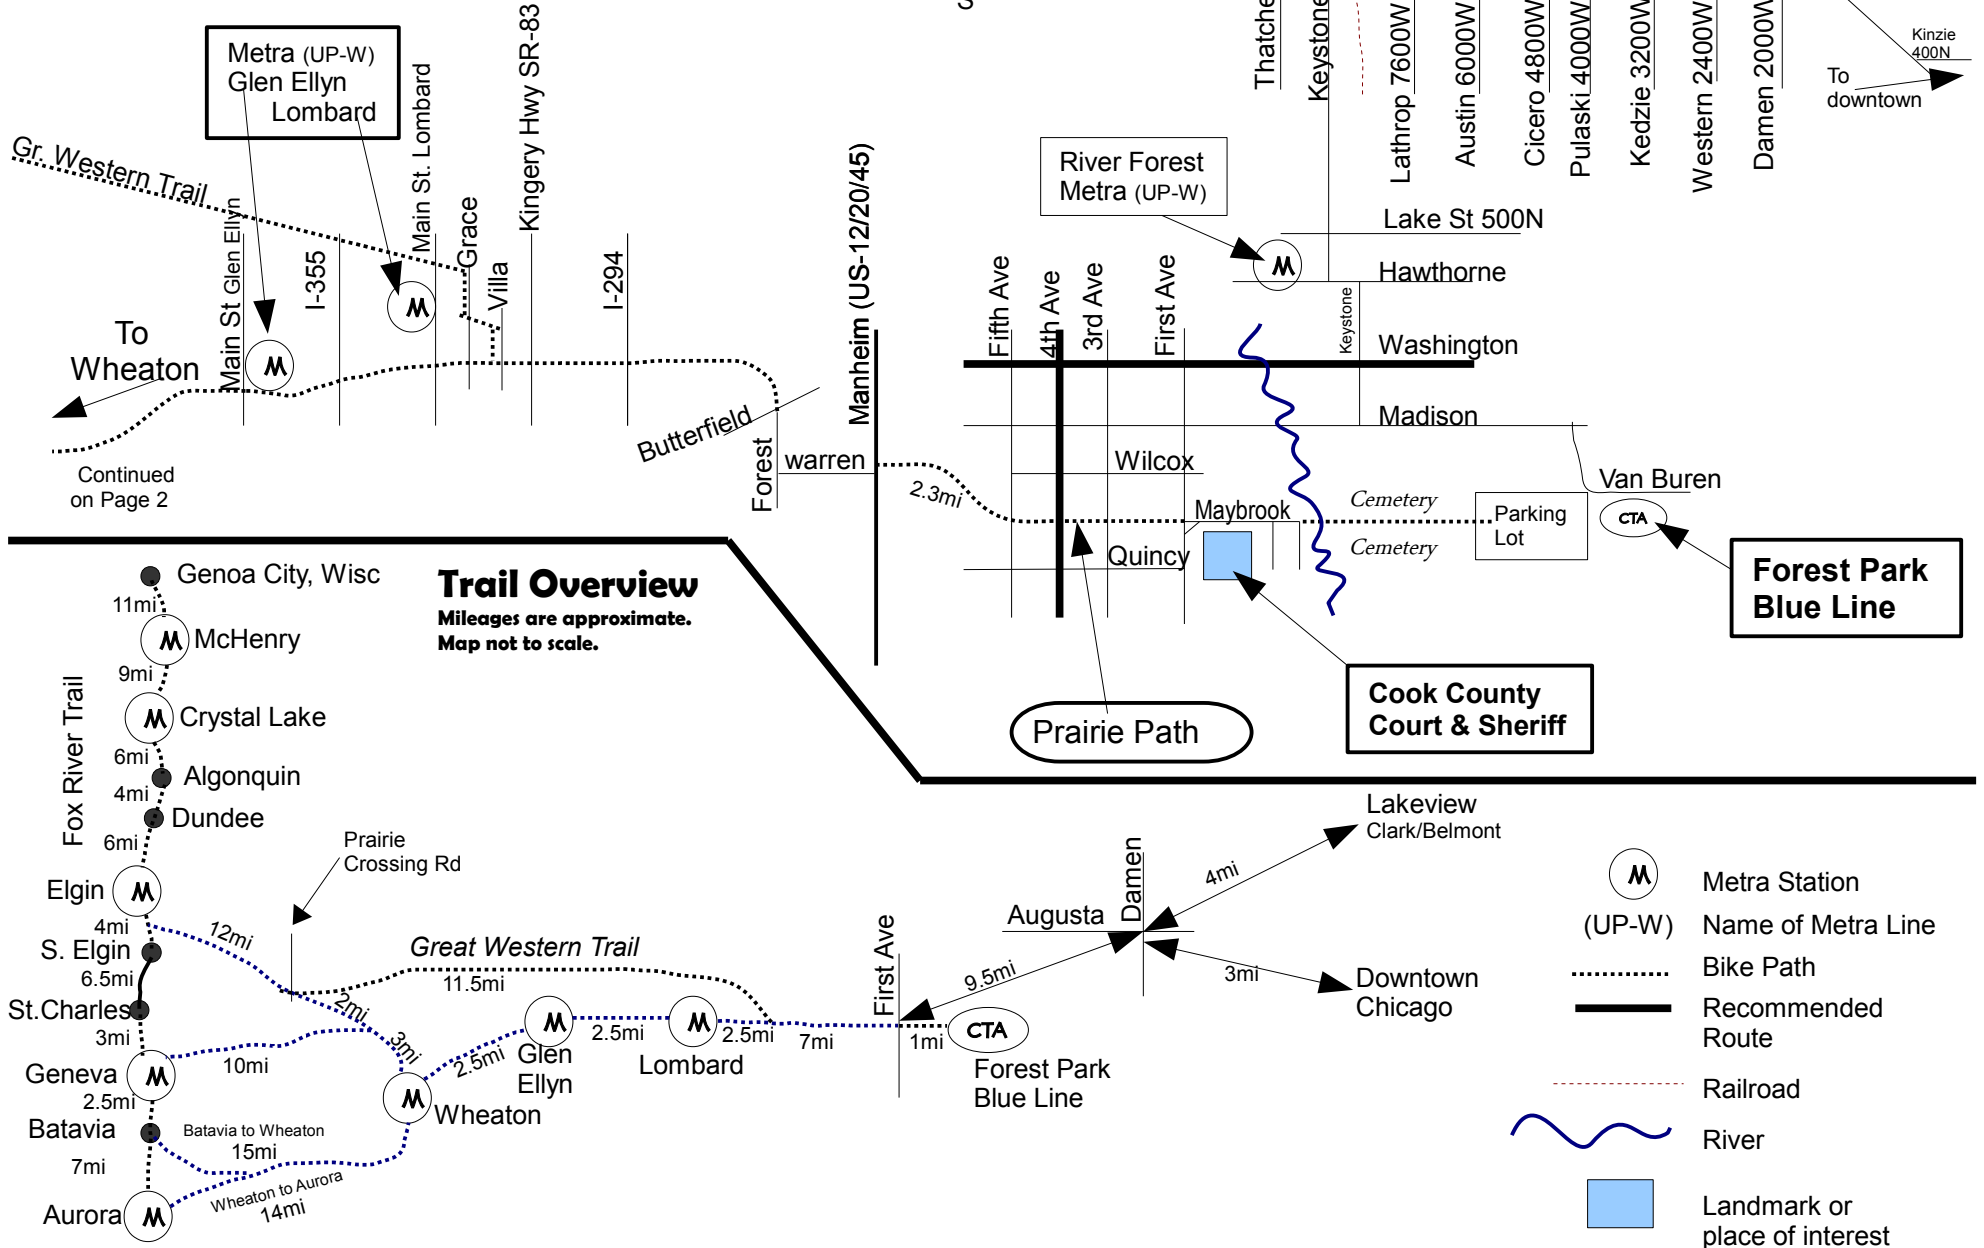 S
Thatche
Keystone
Lathrop 7600W
Austin 6000W
Cicero 4800W
Pulaski 4000W
Kedzie 3200W
Western 2400W
Damen 2000W
Kinzie
400N
To
downtown
Metra (UP-W)
Glen Ellyn
Lombard
Gr. Western Trail
Main St Glen Ellyn
I-355
Main St. Lombard
Grace
Villa
Kingery Hwy SR-83
I-294
To
Wheaton
Continued
on Page 2
Butterfield
Forest
warren
Manheim (US-12/20/45)
2.3mi
River Forest
Metra (UP-W)
Lake St 500N
Hawthorne
Keystone
Washington
Madison
Fifth Ave
4th Ave
3rd Ave
First Ave
Wilcox
Maybrook
Quincy
Cemetery
Cemetery
Parking
Lot
Van Buren
CTA
Forest Park
Blue Line
Cook County
Court & Sheriff
Prairie Path
Trail Overview
Mileages are approximate.
Map not to scale.
Fox River Trail
Genoa City, Wisc
11mi
McHenry
9mi
Crystal Lake
6mi
Algonquin
4mi
Dundee
6mi
Elgin
4mi
S. Elgin
6.5mi
St.Charles
3mi
Geneva
2.5mi
Batavia
7mi
Aurora
Prairie
Crossing Rd
12mi
Great Western Trail
11.5mi
2mi
3mi
10mi
Batavia to Wheaton
15mi
Wheaton to Aurora
14mi
Wheaton
2.5mi
Glen
Ellyn
2.5mi
Lombard
2.5mi
7mi
First Ave
1mi
CTA
Forest Park
Blue Line
9.5mi
Augusta
Damen
4mi
Lakeview
Clark/Belmont
3mi
Downtown
Chicago
Metra Station
(UP-W) Name of Metra Line
Bike Path
Recommended
Route
Railroad
River
Landmark or
place of interest